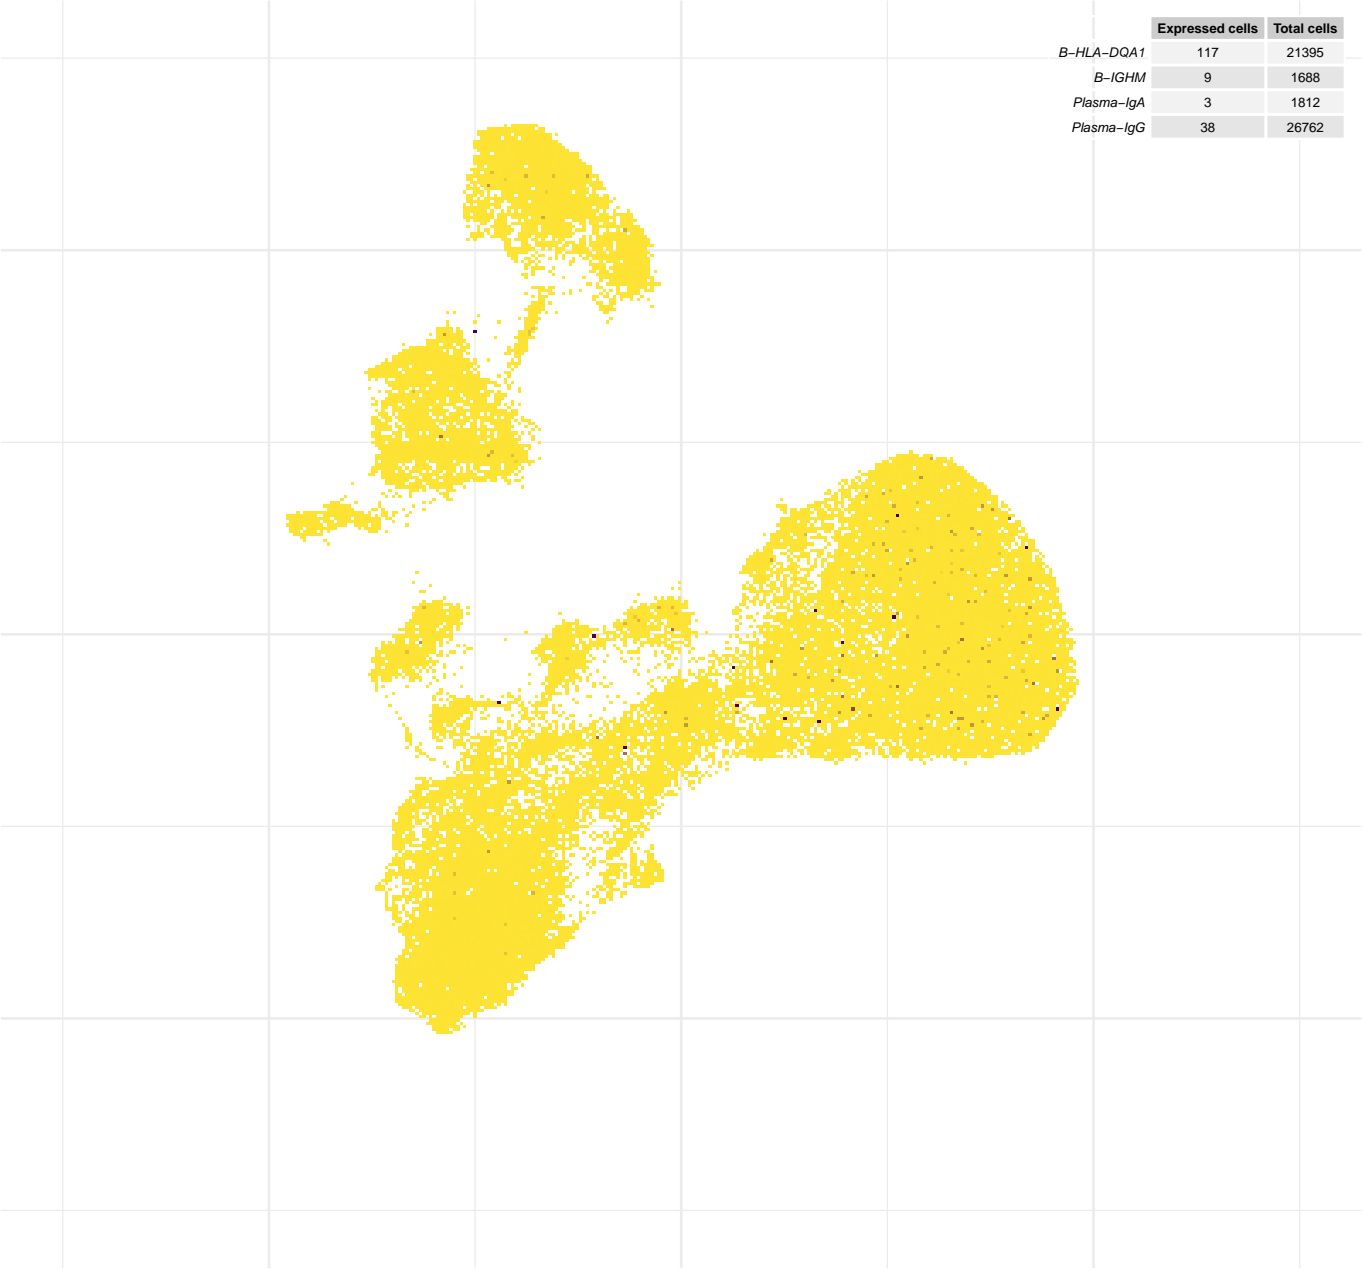 Expressed cells Total cells
B−HLA−DQA1 117 21395
B−IGHM 9 1688
Plasma−IgA 3 1812
Plasma−IgG 38 26762